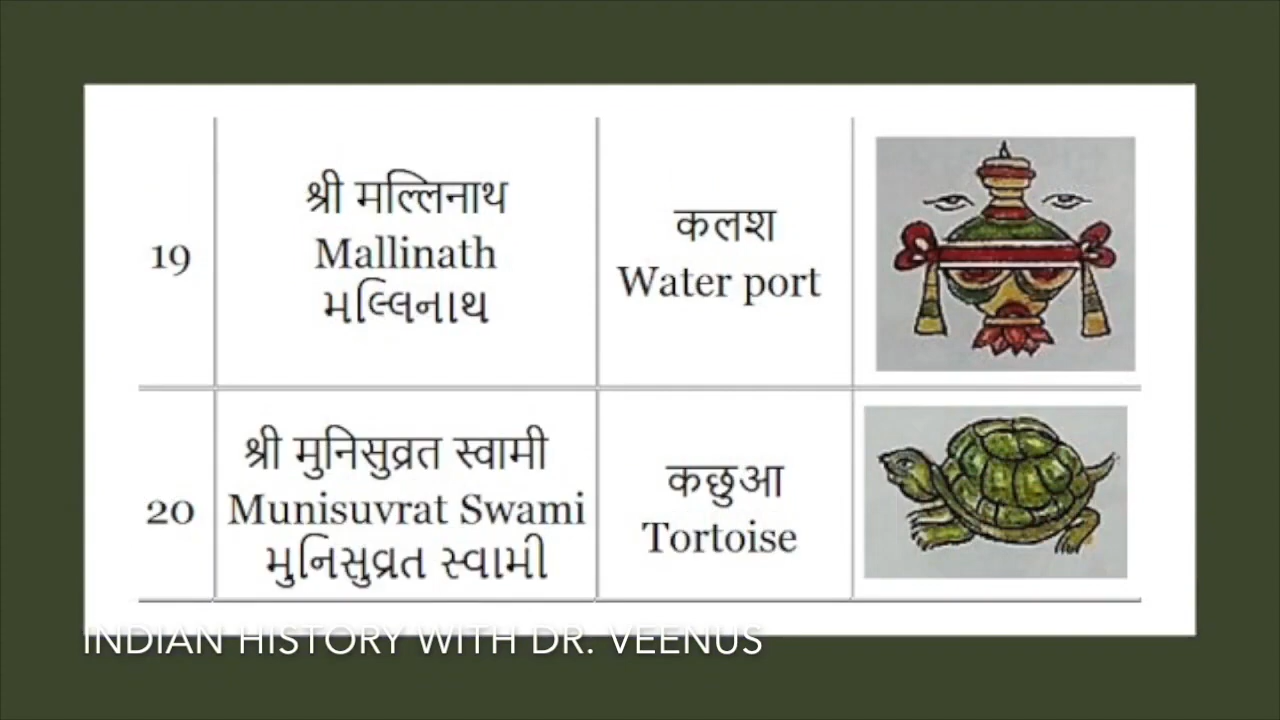 19
श्री मल्लिनाथ
Mallinath
મલ્લિનાથ
कलश
Water port
20
श्री मुनिसुव्रत स्वामी
Munisuvrat Swami
મુનિસુવ્રત સ્વામી
कछुआ
Tortoise
INDIAN HISTORY WITH DR. VEENUS